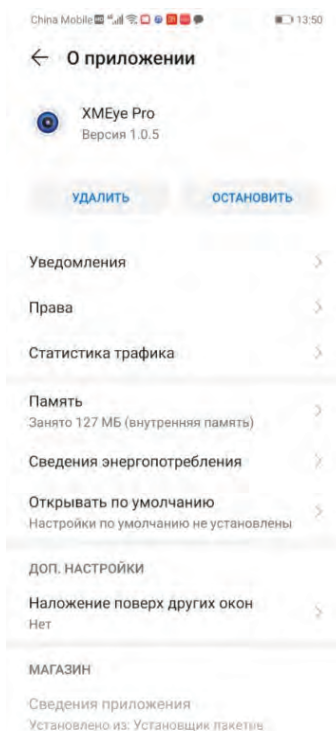 China Mobile 13:50
О приложении
XMEye Pro
Версия 1.0.5
УДАЛИТЬ ОСТАНОВИТЬ
Уведомления
Права
Статистика трафика
Память
Занято 127 МБ (внутренняя память)
Сведения энергопотребления
Открывать по умолчанию
Настройки по умолчанию не установлены
ДОП. НАСТРОЙКИ
Наложение поверх других окон
Нет
МАГАЗИН
Сведения приложения
Установлено из: Установщик пакетов